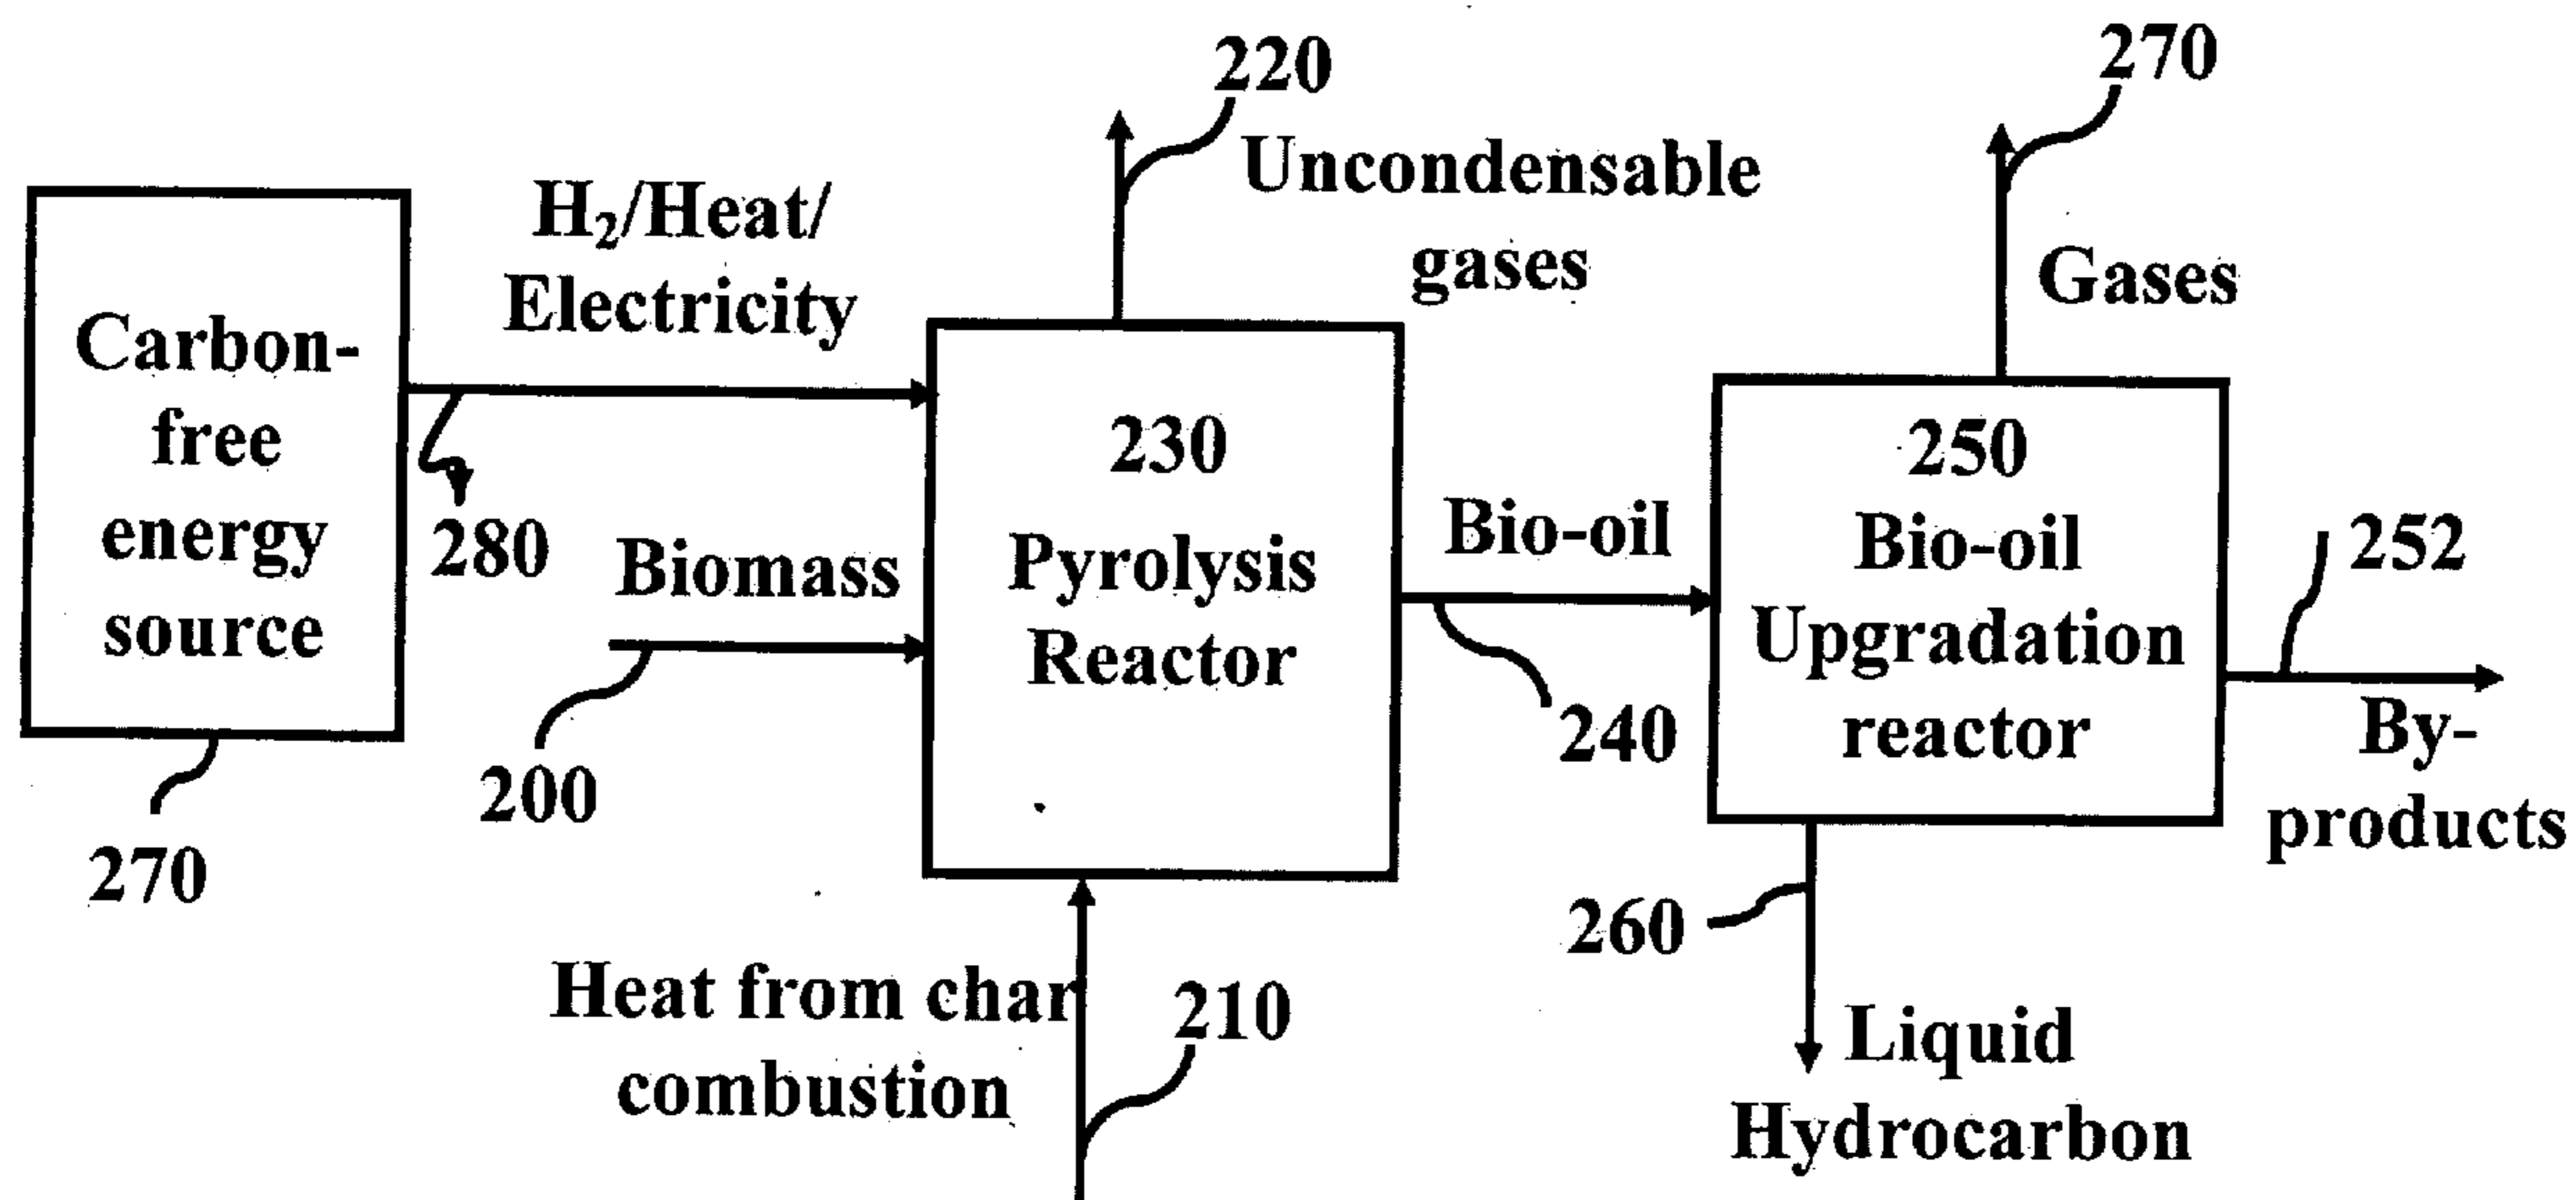 220
270
Uncondensable
gases
H₂/Heat/
Electricity
Gases
Carbon-
free
energy
source
280
Biomass
230
Pyrolysis
Reactor
Bio-oil
250
Bio-oil
Upgradation
reactor
252
By-
products
200
240
270
260
Heat from char
combustion
210
Liquid
Hydrocarbon